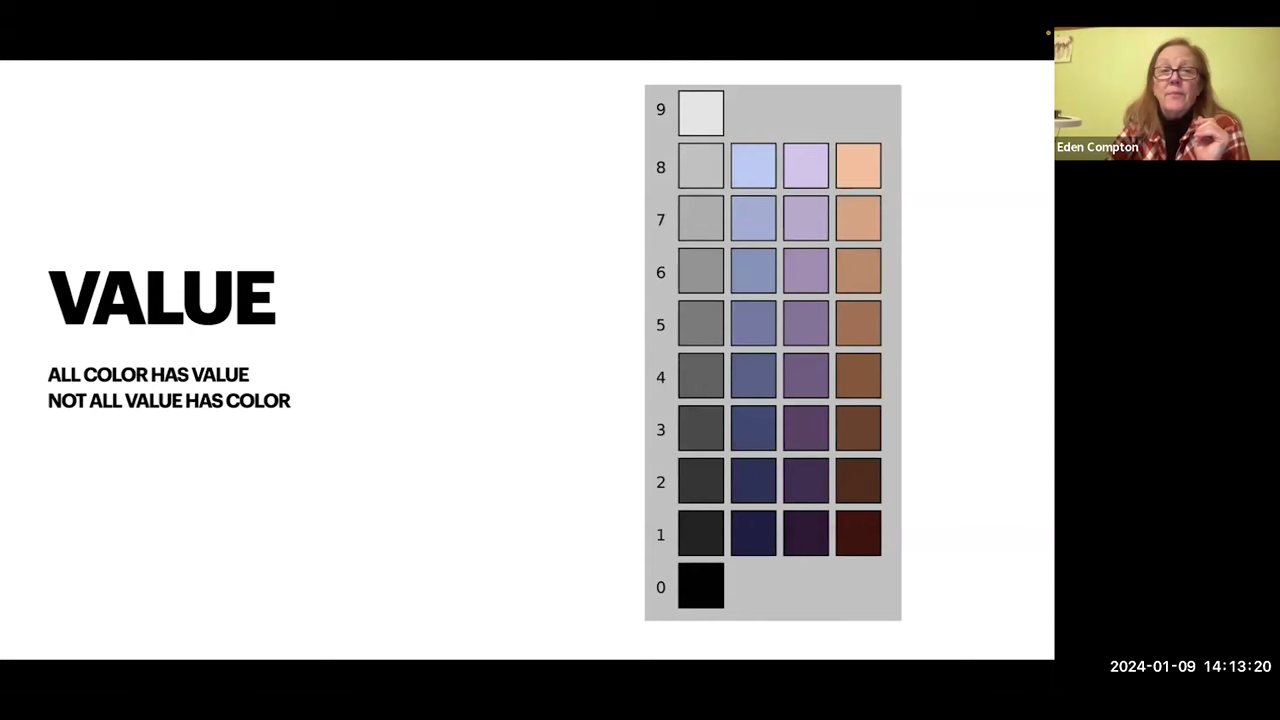 VALUE
ALL COLOR HAS VALUE
NOT ALL VALUE HAS COLOR
9
8
7
6
5
4
3
2
1
0
Eden Compton
2024-01-09 14:13:20